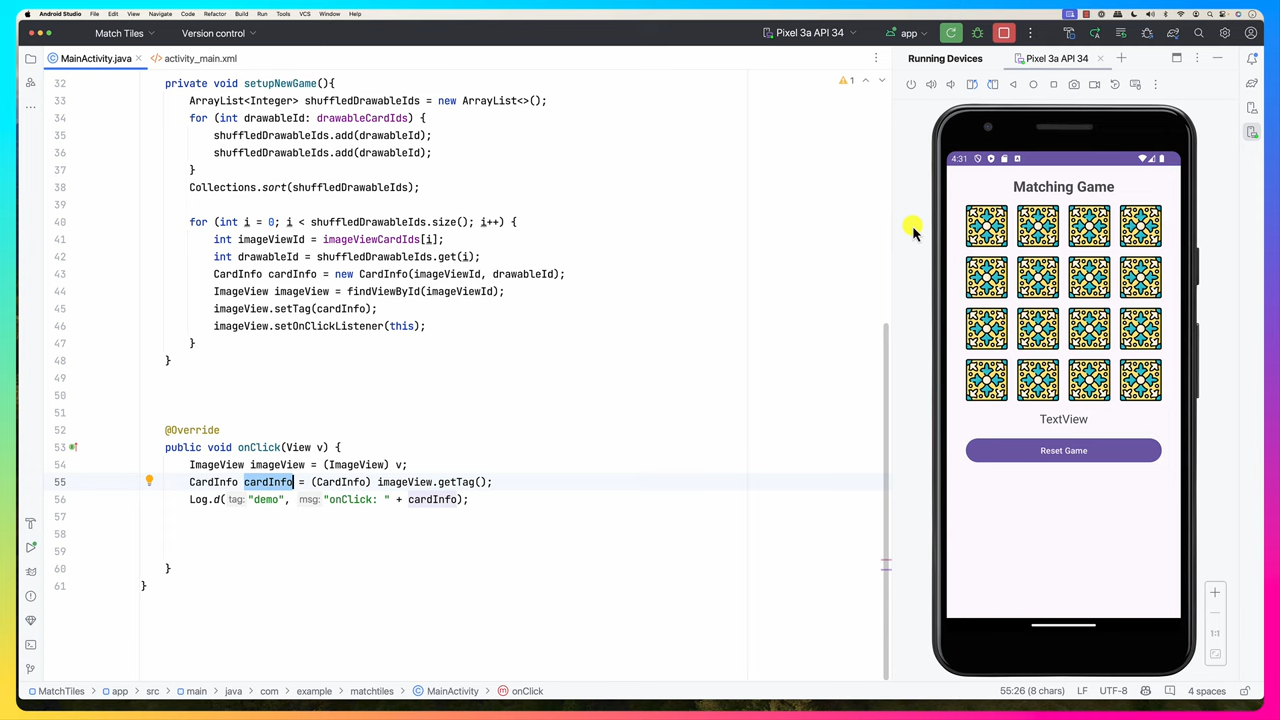 Android Studio File Edit View Navigate Code Refactor Build Run Tools VCS Window Help
Match Tiles Version control Pixel 3a API 34 app
MainActivity.java activity_main.xml Running Devices Pixel 3a API 34
1
32 private void setupNewGame(){
33 ArrayList<Integer> shuffledDrawableIds = new ArrayList<>();
34 for (int drawableId: drawableCardIds) {
35 shuffledDrawableIds.add(drawableId);
36 shuffledDrawableIds.add(drawableId);
37 }
38 Collections.sort(shuffledDrawableIds);
39
40 for (int i = 0; i < shuffledDrawableIds.size(); i++) {
41 int imageViewId = imageViewCardIds[i];
42 int drawableId = shuffledDrawableIds.get(i);
43 CardInfo cardInfo = new CardInfo(imageViewId, drawableId);
44 ImageView imageView = findViewById(imageViewId);
45 imageView.setTag(cardInfo);
46 imageView.setOnClickListener(this);
47 }
48 }
49
50
51
52 @Override
53 public void onClick(View v) {
54 ImageView imageView = (ImageView) v;
55 CardInfo cardInfo = (CardInfo) imageView.getTag();
56 Log.d( tag: "demo", msg: "onClick: " + cardInfo);
57
58
59
60 }
61 }
4:31
Matching Game
TextView
Reset Game
1:1
MatchTiles app src main java com example matchtiles MainActivity onClick 55:26 (8 chars) LF UTF-8 4 spaces